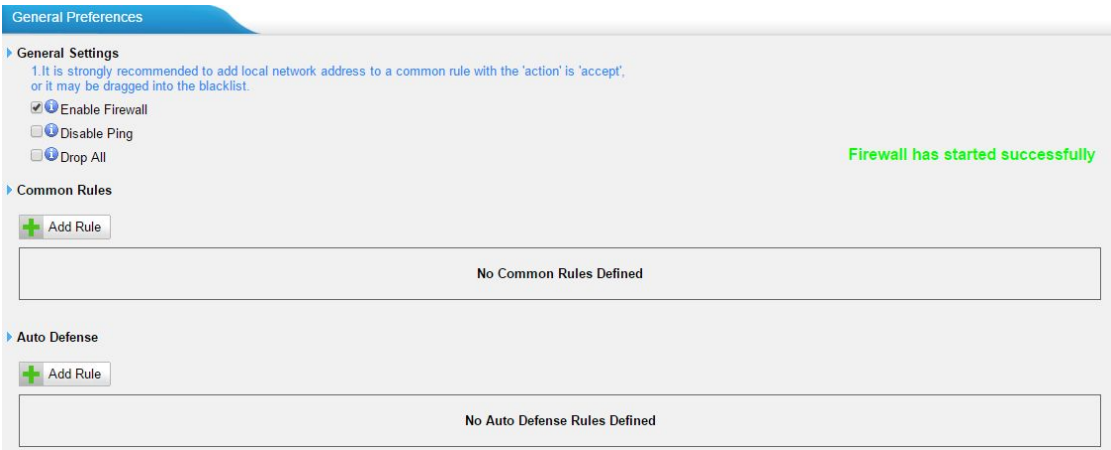 General Preferences
General Settings
1.It is strongly recommended to add local network address to a common rule with the 'action' is 'accept',
or it may be dragged into the blacklist.
Enable Firewall
Disable Ping
Drop All
Firewall has started successfully
Common Rules
Add Rule
No Common Rules Defined
Auto Defense
Add Rule
No Auto Defense Rules Defined